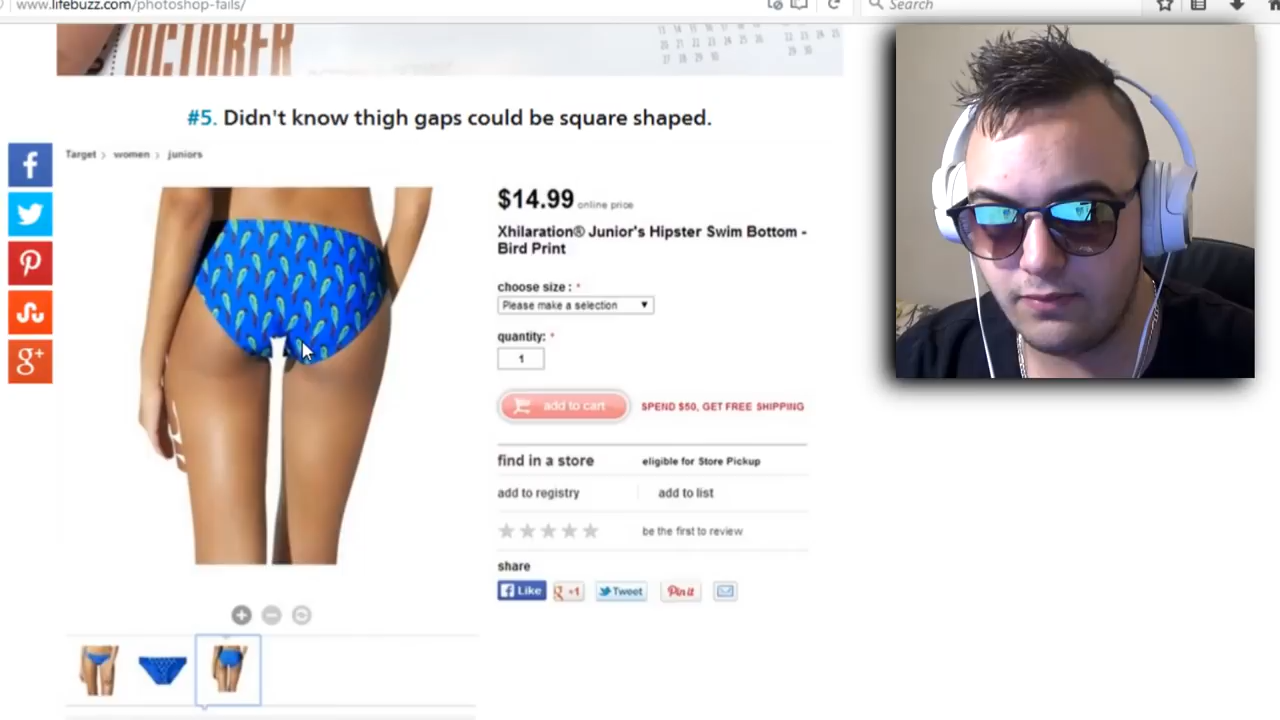 www.lifebuzz.com/photoshop-fails/
Search
OCTOBER
#5. Didn't know thigh gaps could be square shaped.
Target > women > juniors
$14.99 online price
Xhilaration® Junior's Hipster Swim Bottom -
Bird Print
choose size : *
Please make a selection
quantity: *
1
add to cart
SPEND $50, GET FREE SHIPPING
find in a store
eligible for Store Pickup
add to registry
add to list
be the first to review
share
Like
g +1
Tweet
Pin it